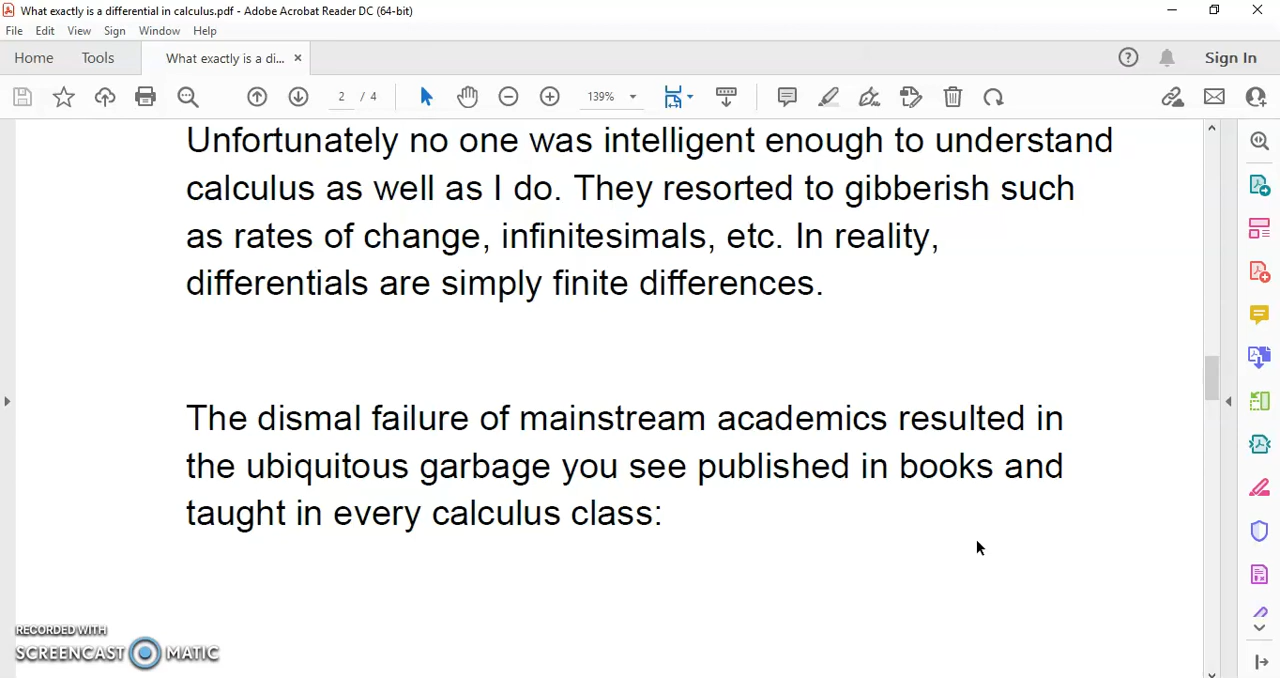 What exactly is a differential in calculus.pdf - Adobe Acrobat Reader DC (64-bit)
File Edit View Sign Window Help
Home Tools What exactly is a di... × Sign In
2 / 4 139%
Unfortunately no one was intelligent enough to understand
calculus as well as I do. They resorted to gibberish such
as rates of change, infinitesimals, etc. In reality,
differentials are simply finite differences.
The dismal failure of mainstream academics resulted in
the ubiquitous garbage you see published in books and
taught in every calculus class:
RECORDED WITH
SCREENCAST MATIC